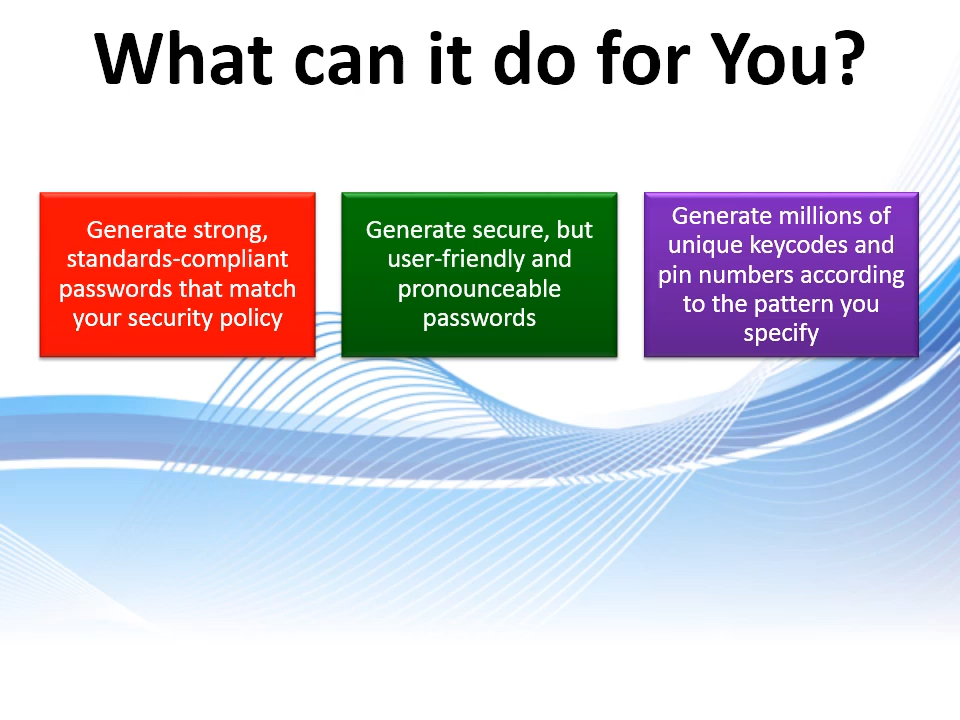 What can it do for You?
Generate strong,
standards-compliant
passwords that match
your security policy
Generate secure, but
user-friendly and
pronounceable
passwords
Generate millions of
unique keycodes and
pin numbers according
to the pattern you
specify